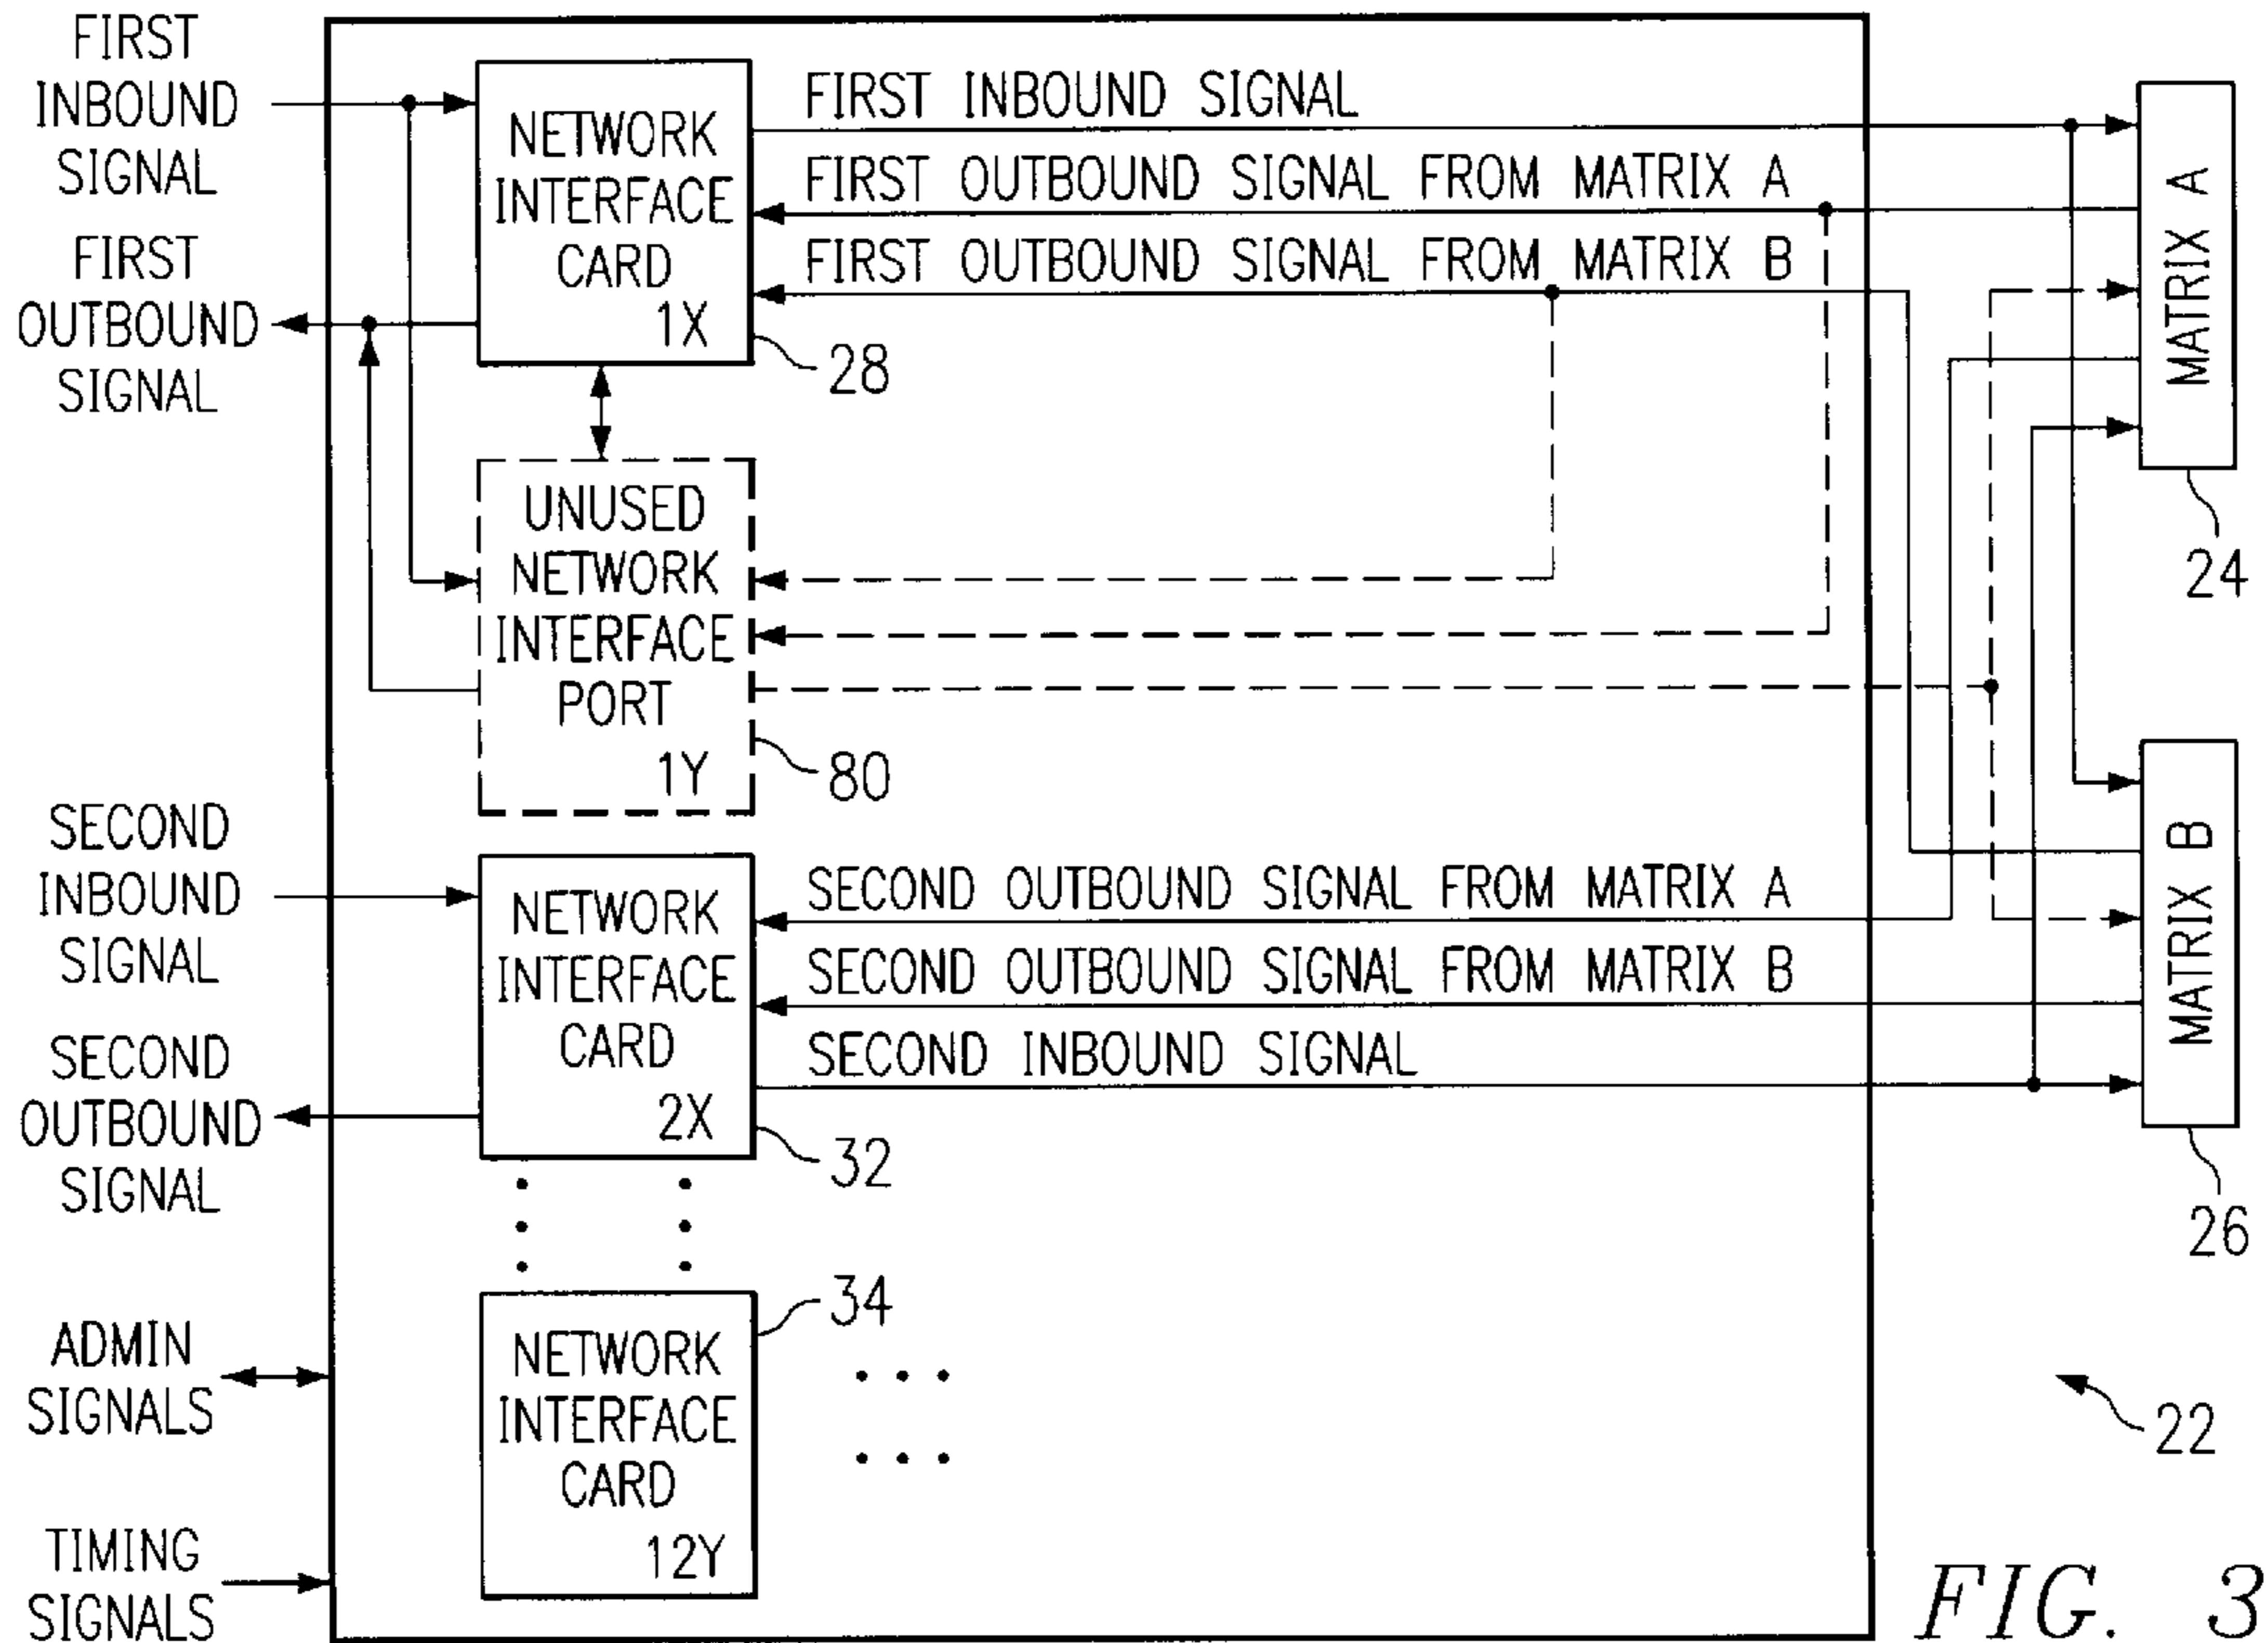 FIRST
INBOUND
SIGNAL
FIRST
OUTBOUND
SIGNAL
NETWORK
INTERFACE
CARD
1X
28
FIRST INBOUND SIGNAL
FIRST OUTBOUND SIGNAL FROM MATRIX A
FIRST OUTBOUND SIGNAL FROM MATRIX B
MATRIX A
24
UNUSED
NETWORK
INTERFACE
PORT
1Y
80
SECOND
INBOUND
SIGNAL
SECOND
OUTBOUND
SIGNAL
NETWORK
INTERFACE
CARD
2X
32
SECOND OUTBOUND SIGNAL FROM MATRIX A
SECOND OUTBOUND SIGNAL FROM MATRIX B
SECOND INBOUND SIGNAL
MATRIX B
26
ADMIN
SIGNALS
TIMING
SIGNALS
34
NETWORK
INTERFACE
CARD
12Y
22
FIG. 3